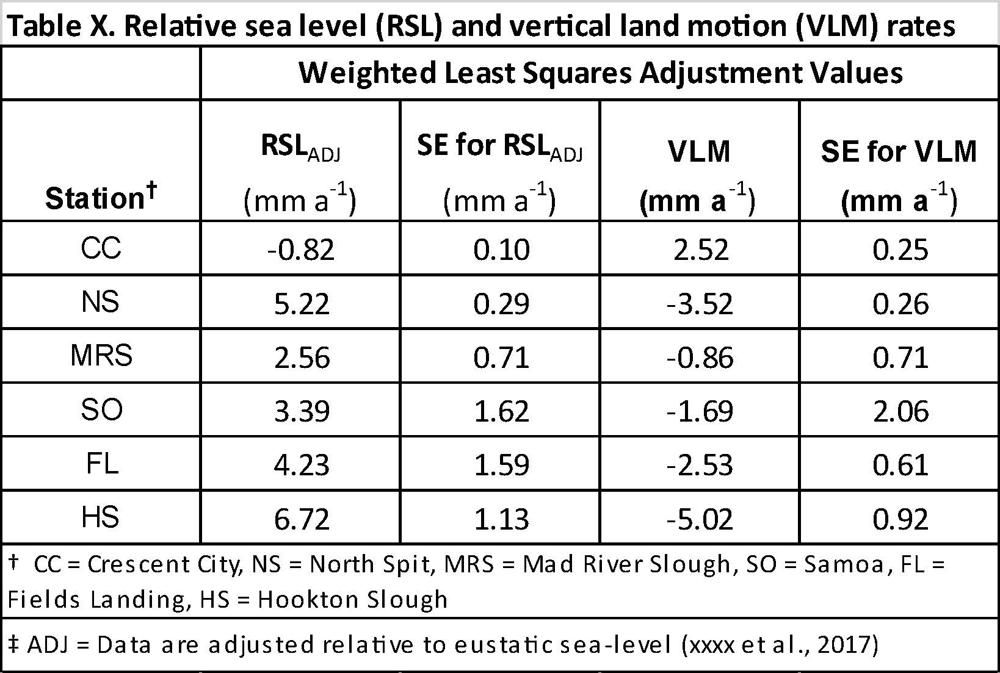 Table X. Relative sea level (RSL) and vertical land motion (VLM) rates
Weighted Least Squares Adjustment Values
Station† RSL_ADJ (mm a⁻¹) SE for RSL_ADJ (mm a⁻¹) VLM (mm a⁻¹) SE for VLM (mm a⁻¹)
CC -0.82 0.10 2.52 0.25
NS 5.22 0.29 -3.52 0.26
MRS 2.56 0.71 -0.86 0.71
SO 3.39 1.62 -1.69 2.06
FL 4.23 1.59 -2.53 0.61
HS 6.72 1.13 -5.02 0.92
† CC = Crescent City, NS = North Spit, MRS = Mad River Slough, SO = Samoa, FL =
Fields Landing, HS = Hookton Slough
‡ ADJ = Data are adjusted relative to eustatic sea-level (xxxx et al., 2017)